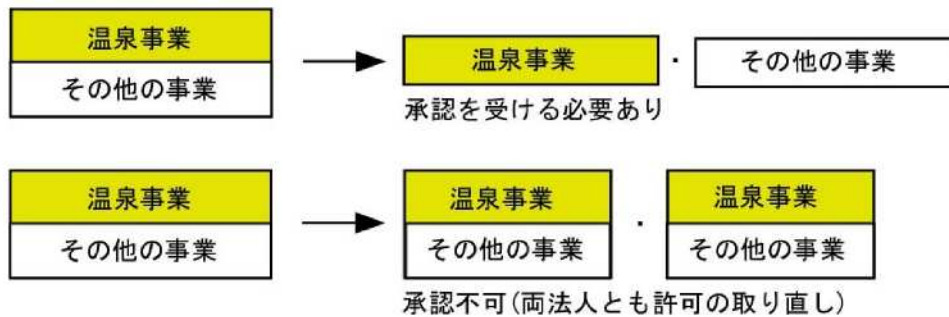 温泉事業
その他の事業
温泉事業
・
その他の事業
承認を受ける必要あり
温泉事業
その他の事業
温泉事業
・
温泉事業
その他の事業
その他の事業
承認不可(両法人とも許可の取り直し)